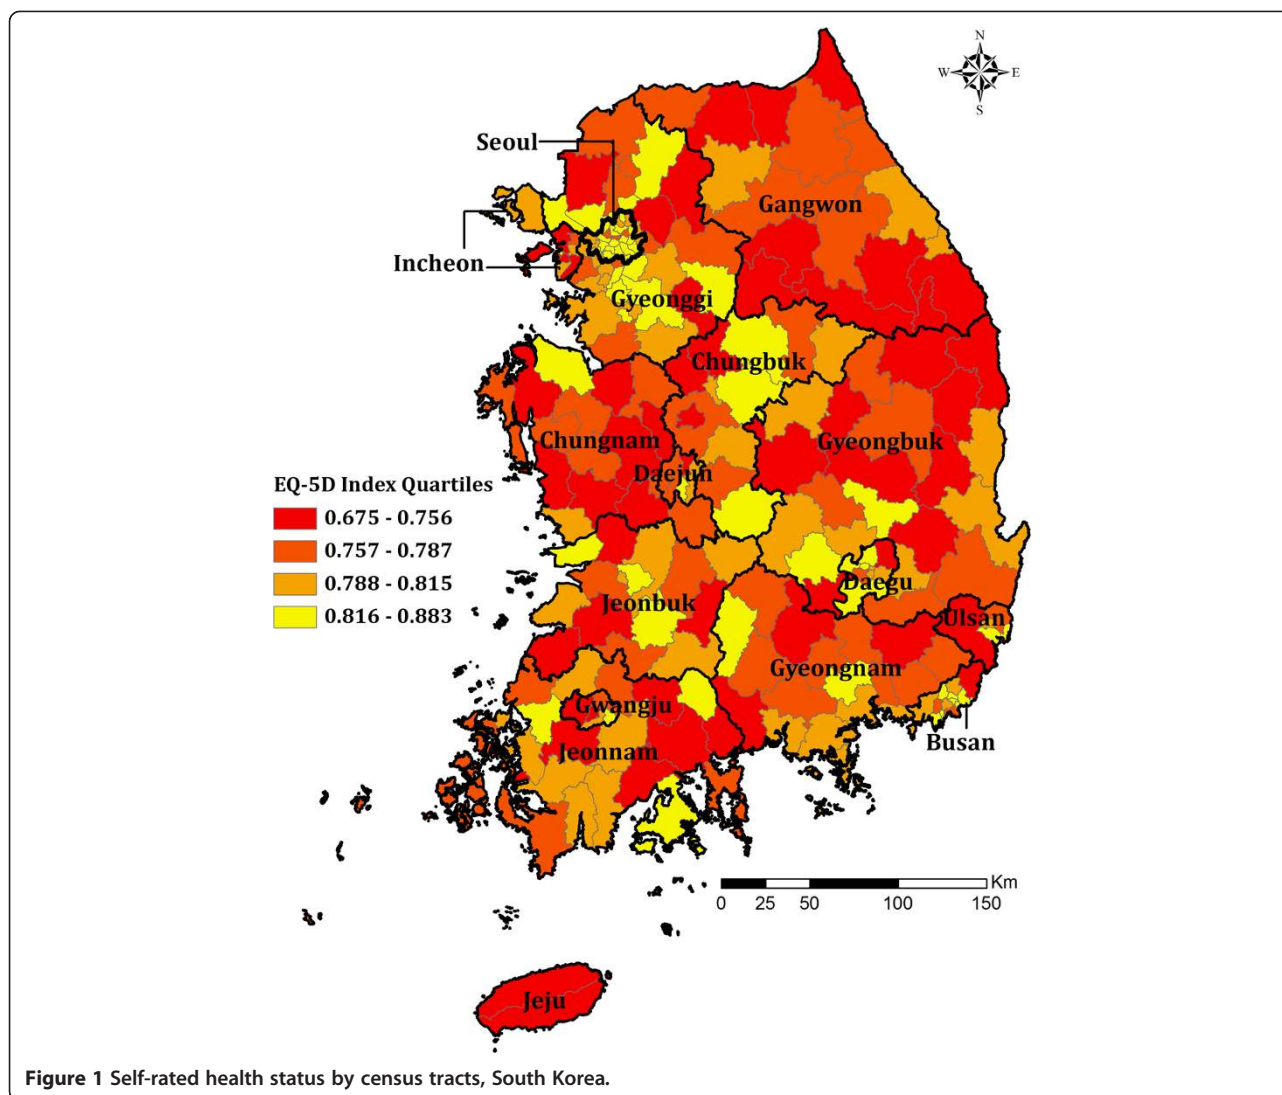 N
W E
S
Seoul
Gangwon
Incheon
Gyeonggi
Chungbuk
Chungnam
Gyeongbuk
Daejun
EQ-5D Index Quartiles
0.675 - 0.756
0.757 - 0.787
0.788 - 0.815
0.816 - 0.883
Daegu
Jeonbuk
Ulsan
Gyeongnam
Gwangju
Busan
Jeonnam
Km
0 25 50 100 150
Jeju
Figure 1 Self-rated health status by census tracts, South Korea.